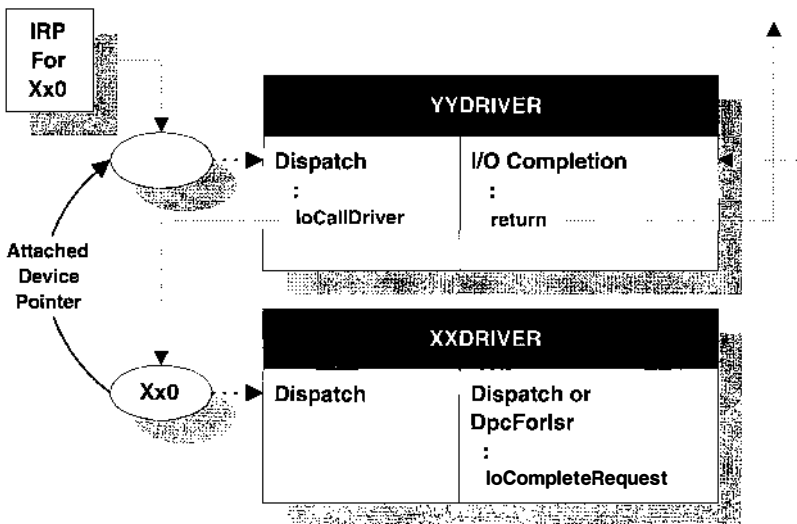 IRP
For
Xx0
YYDRIVER
Dispatch
:
IoCallDriver
I/O Completion
:
return
Attached
Device
Pointer
XXDRIVER
Xx0
Dispatch
Dispatch or
DpcForIsr
:
IoCompleteRequest